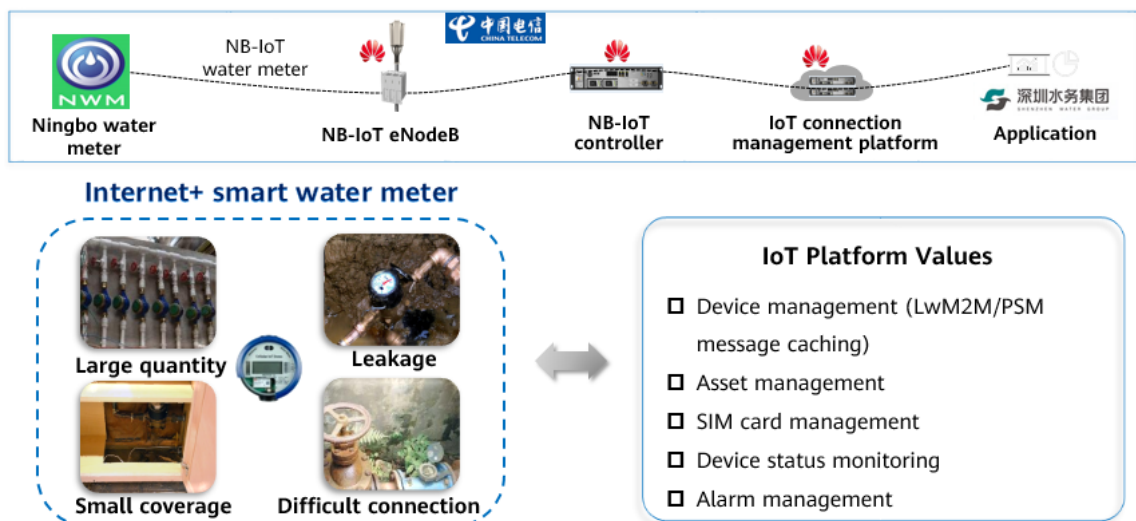 中国电信
CHINA TELECOM
NB-IoT
water meter
NWM
Ningbo water
meter
NB-IoT eNodeB
NB-IoT
controller
IoT connection
management platform
深圳水务集团
SHENZHEN WATER GROUP
Application
Internet+ smart water meter
Large quantity
Leakage
Small coverage
Difficult connection
IoT Platform Values
Device management (LwM2M/PSM
message caching)
Asset management
SIM card management
Device status monitoring
Alarm management